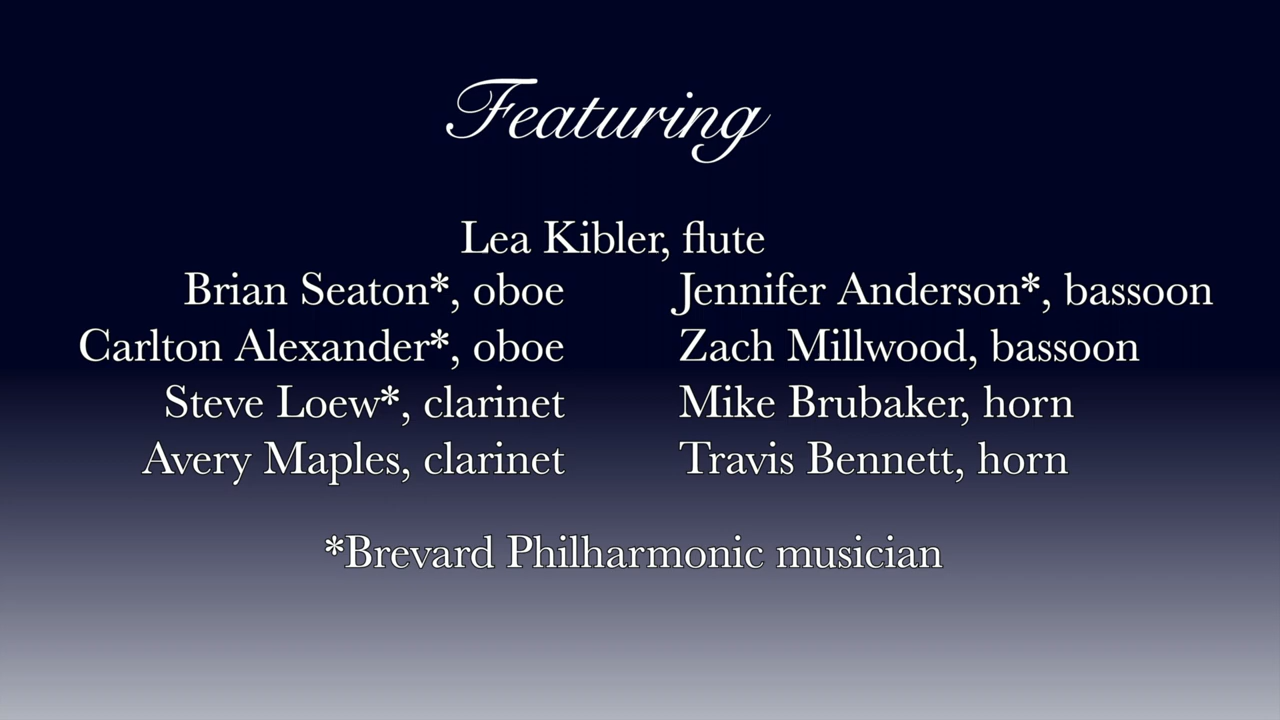 Featuring
Lea Kibler, flute
Brian Seaton*, oboe
Carlton Alexander*, oboe
Steve Loew*, clarinet
Avery Maples, clarinet
Jennifer Anderson*, bassoon
Zach Millwood, bassoon
Mike Brubaker, horn
Travis Bennett, horn
*Brevard Philharmonic musician